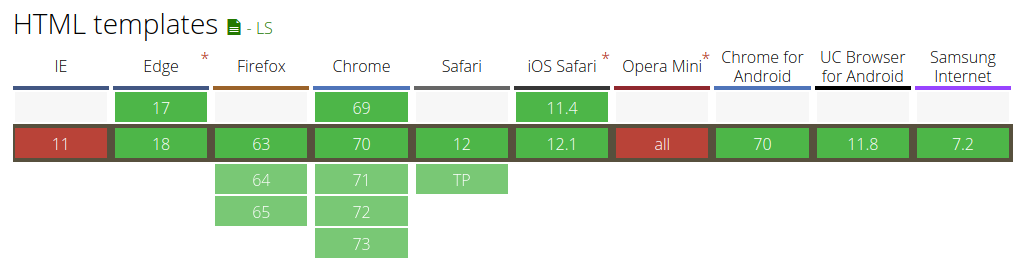 HTML templates - LS
IE Edge * Firefox Chrome Safari iOS Safari * Opera Mini * Chrome for Android UC Browser for Android Samsung Internet
17 69 11.4
11 18 63 70 12 12.1 all 70 11.8 7.2
64 71 TP
65 72
73